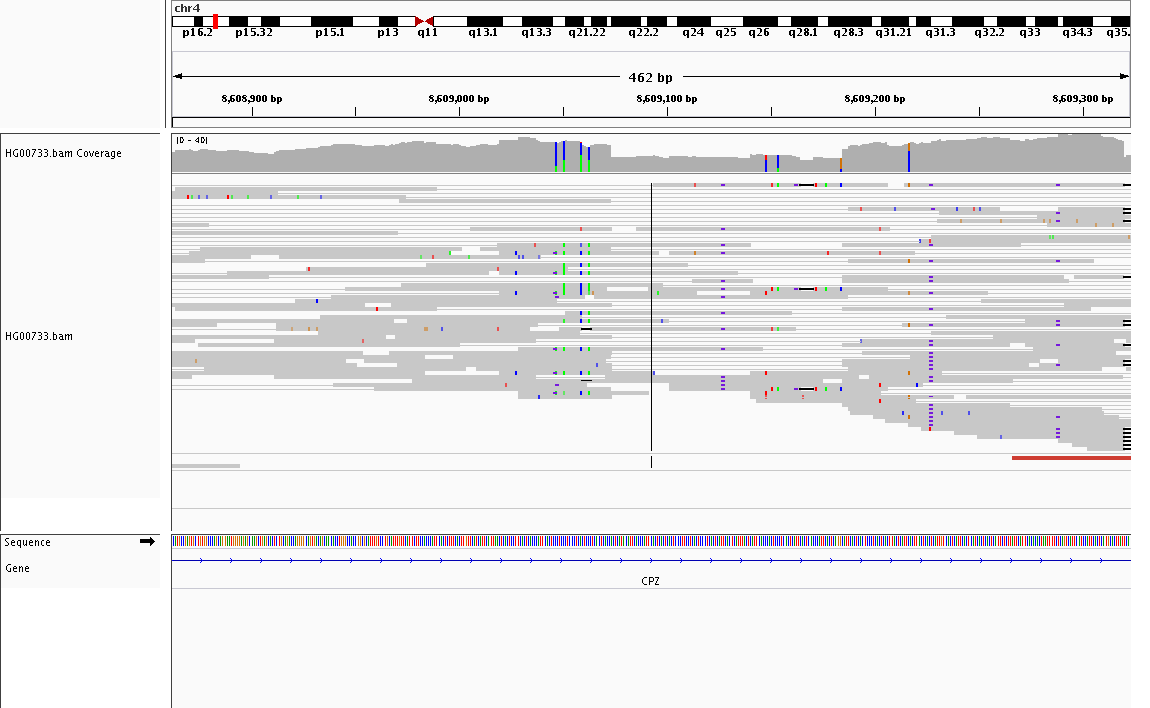 chr4
p16.2 p15.32 p15.1 p13 q11 q13.1 q13.3 q21.22 q22.2 q24 q25 q26 q28.1 q28.3 q31.21 q31.3 q32.2 q33 q34.3 q35.
462 bp
8,608,900 bp 8,609,000 bp 8,609,100 bp 8,609,200 bp 8,609,300 bp
HG00733.bam Coverage
[0 - 40]
HG00733.bam
Sequence
Gene
CPZ